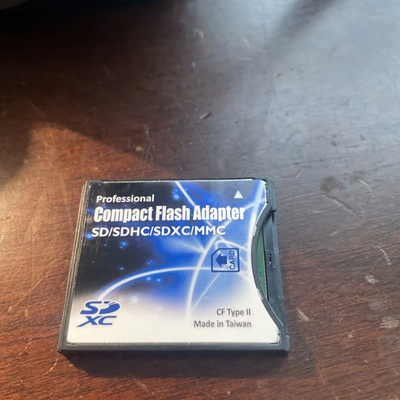 Professional
Compact Flash Adapter
SD/SDHC/SDXC/MMC
CARD
SD
XC
CF Type II
Made in Taiwan